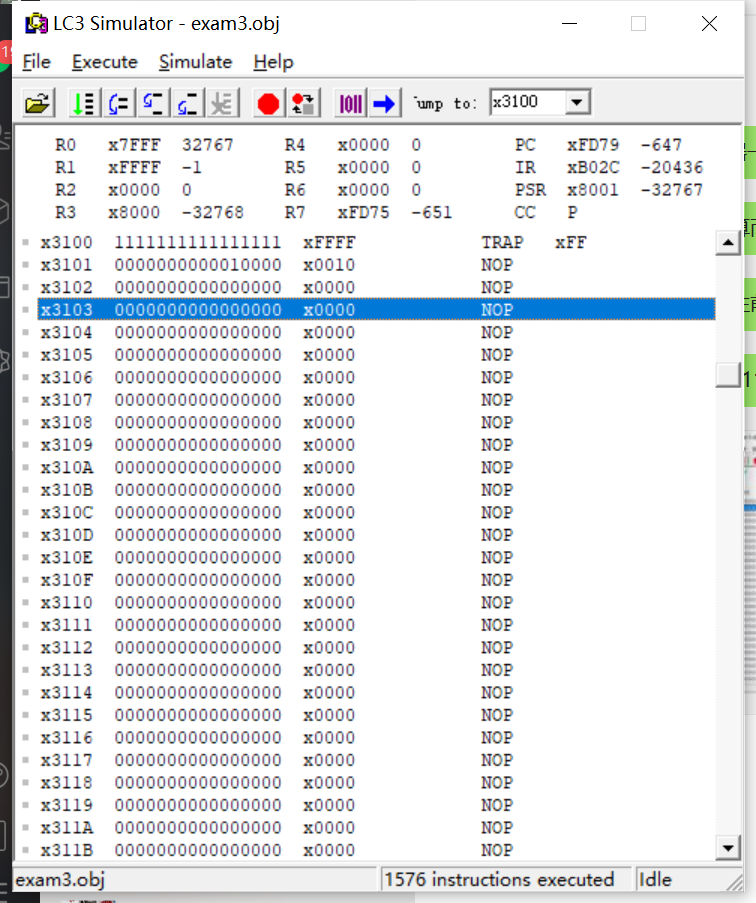 LC3 Simulator - exam3.obj
File Execute Simulate Help
Jump to: x3100
R0 x7FFF 32767 R4 x0000 0 PC xFD79 -647
R1 xFFFF -1 R5 x0000 0 IR xB02C -20436
R2 x0000 0 R6 x0000 0 PSR x8001 -32767
R3 x8000 -32768 R7 xFD75 -651 CC P
x3100 1111111111111111 xFFFF TRAP xFF
x3101 0000000000010000 x0010 NOP
x3102 0000000000000000 x0000 NOP
x3103 0000000000000000 x0000 NOP
x3104 0000000000000000 x0000 NOP
x3105 0000000000000000 x0000 NOP
x3106 0000000000000000 x0000 NOP
x3107 0000000000000000 x0000 NOP
x3108 0000000000000000 x0000 NOP
x3109 0000000000000000 x0000 NOP
x310A 0000000000000000 x0000 NOP
x310B 0000000000000000 x0000 NOP
x310C 0000000000000000 x0000 NOP
x310D 0000000000000000 x0000 NOP
x310E 0000000000000000 x0000 NOP
x310F 0000000000000000 x0000 NOP
x3110 0000000000000000 x0000 NOP
x3111 0000000000000000 x0000 NOP
x3112 0000000000000000 x0000 NOP
x3113 0000000000000000 x0000 NOP
x3114 0000000000000000 x0000 NOP
x3115 0000000000000000 x0000 NOP
x3116 0000000000000000 x0000 NOP
x3117 0000000000000000 x0000 NOP
x3118 0000000000000000 x0000 NOP
x3119 0000000000000000 x0000 NOP
x311A 0000000000000000 x0000 NOP
x311B 0000000000000000 x0000 NOP
exam3.obj 1576 instructions executed Idle